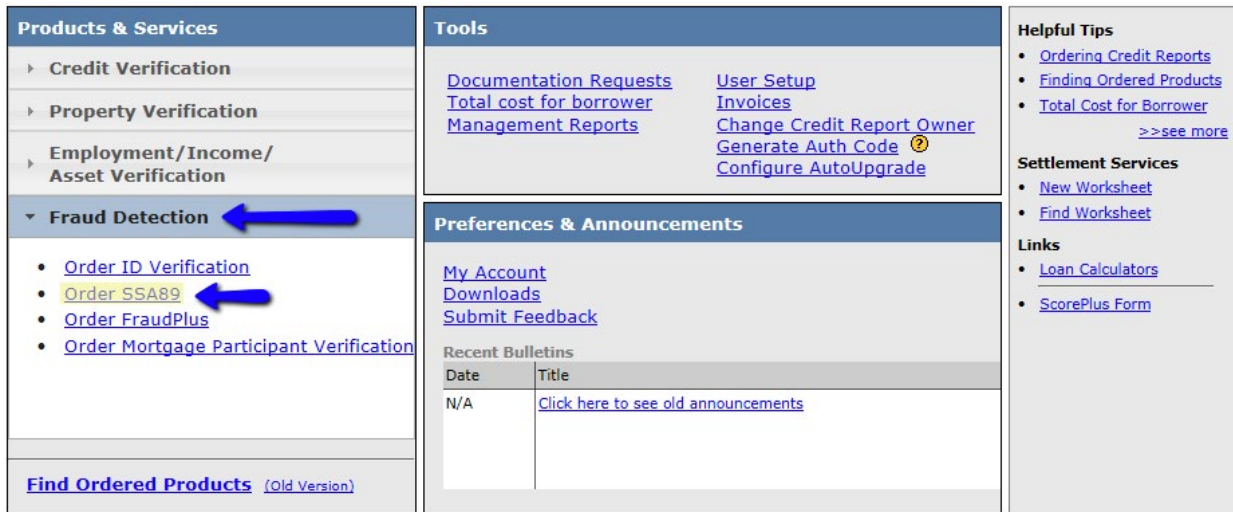 Products & Services
Credit Verification
Property Verification
Employment/Income/
Asset Verification
Fraud Detection
Order ID Verification
Order SSA89
Order FraudPlus
Order Mortgage Participant Verification
Find Ordered Products (Old Version)
Tools
Documentation Requests
Total cost for borrower
Management Reports
User Setup
Invoices
Change Credit Report Owner
Generate Auth Code ?
Configure AutoUpgrade
Preferences & Announcements
My Account
Downloads
Submit Feedback
Recent Bulletins
Date Title
N/A Click here to see old announcements
Helpful Tips
Ordering Credit Reports
Finding Ordered Products
Total Cost for Borrower
>>see more
Settlement Services
New Worksheet
Find Worksheet
Links
Loan Calculators
ScorePlus Form